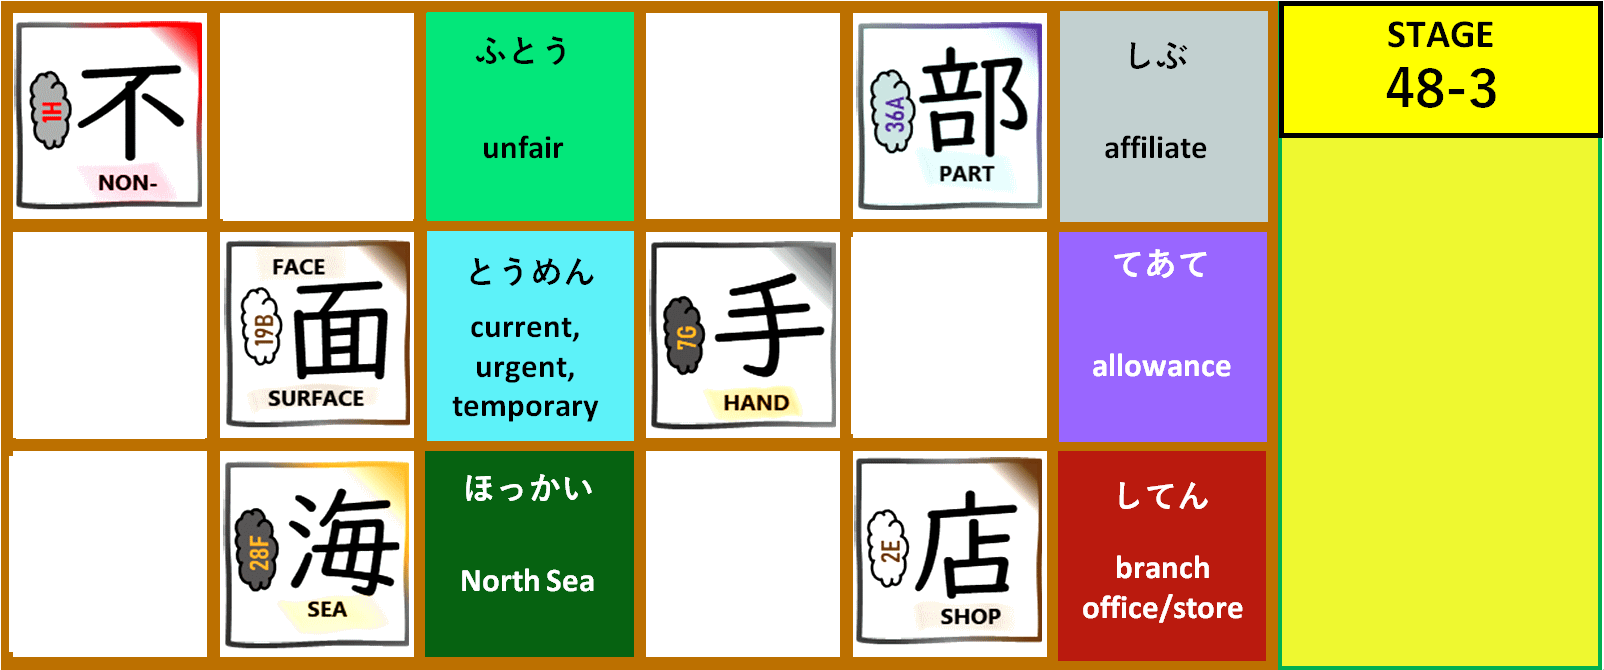 1H
不
NON-
ふとう
unfair
36A
部
PART
しぶ
affiliate
STAGE
48-3
FACE
19B
面
SURFACE
とうめん
current,
urgent,
temporary
7G
手
HAND
てあて
allowance
28F
海
SEA
ほっかい
North Sea
2E
店
SHOP
してん
branch
office/store